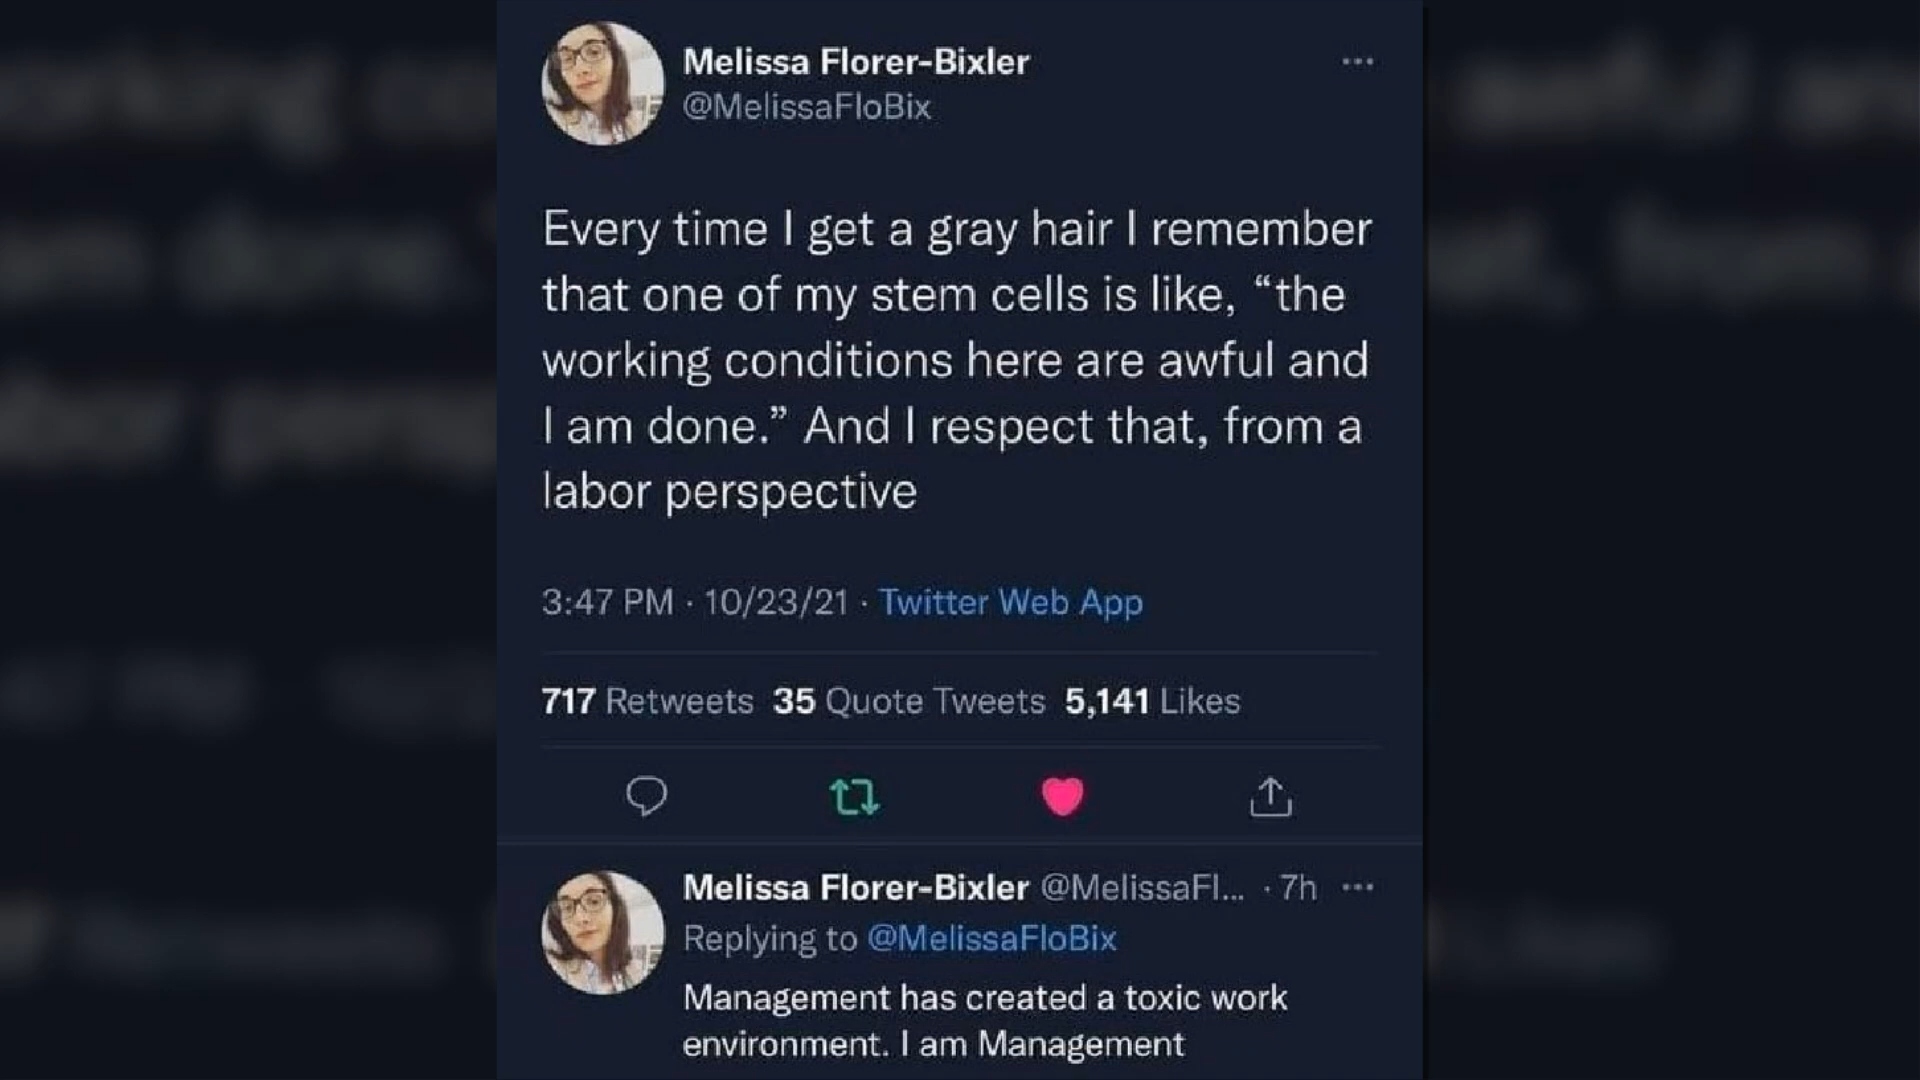 Melissa Florer-Bixler
@MelissaFloBix
Every time I get a gray hair I remember
that one of my stem cells is like, “the
working conditions here are awful and
I am done.” And I respect that, from a
labor perspective
3:47 PM · 10/23/21 · Twitter Web App
717 Retweets 35 Quote Tweets 5,141 Likes
Melissa Florer-Bixler @MelissaFl... · 7h
Replying to @MelissaFloBix
Management has created a toxic work
environment. I am Management